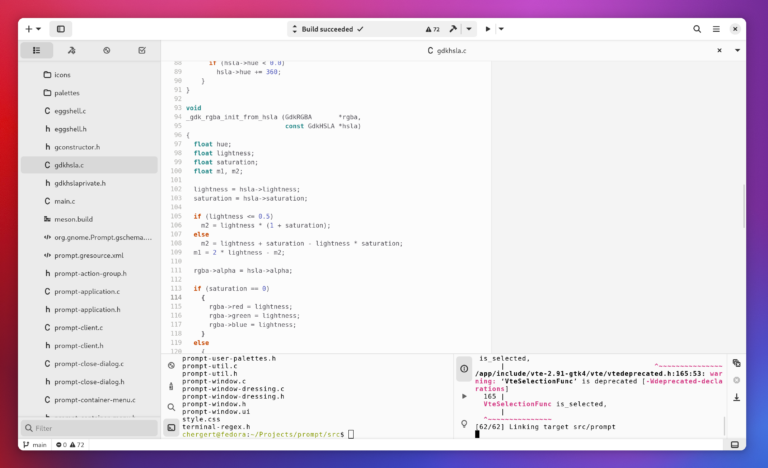 Build succeeded
72
gdkhsla.c
icons
palettes
eggshell.c
eggshell.h
gconstructor.h
gdkhsla.c
gdkhslaprivate.h
main.c
meson.build
org.gnome.Prompt.gschema....
prompt.gresource.xml
prompt-action-group.h
prompt-application.c
prompt-application.h
prompt-client.c
prompt-client.h
prompt-close-dialog.c
prompt-close-dialog.h
prompt-container-menu.c
Filter
main
0
72
88 if (hsla->hue < 0.0)
89 hsla->hue += 360;
90 }
91 }
92
93 void
94 _gdk_rgba_init_from_hsla (GdkRGBA *rgba,
95 const GdkHSLA *hsla)
96 {
97 float hue;
98 float lightness;
99 float saturation;
100 float m1, m2;
101
102 lightness = hsla->lightness;
103 saturation = hsla->saturation;
104
105 if (lightness <= 0.5)
106 m2 = lightness * (1 + saturation);
107 else
108 m2 = lightness + saturation - lightness * saturation;
109 m1 = 2 * lightness - m2;
110
111 rgba->alpha = hsla->alpha;
112
113 if (saturation == 0)
114 {
115 rgba->red = lightness;
116 rgba->green = lightness;
117 rgba->blue = lightness;
118 }
119 else
120 {
prompt-user-palettes.h
prompt-util.c
prompt-util.h
prompt-window.c
prompt-window-dressing.c
prompt-window-dressing.h
prompt-window.h
prompt-window.ui
style.css
terminal-regex.h
chergert@fedora:~/Projects/prompt/src$
is_selected,
|
^~~~~~~~~~~~~~~
/app/include/vte-2.91-gtk4/vte/vtedeprecated.h:165:53: war
ning: 'VteSelectionFunc' is deprecated [-Wdeprecated-decla
rations]
165 |
VteSelectionFunc is_selected,
|
^~~~~~~~~~~~~~~
[62/62] Linking target src/prompt